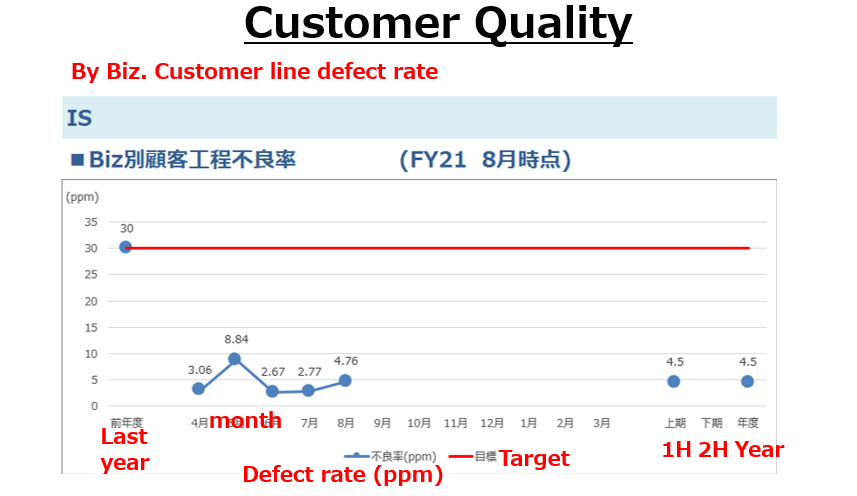 Customer Quality
By Biz. Customer line defect rate
IS
■Biz別顧客工程不良率 (FY21 8月時点)
(ppm)
35
30
30
25
20
15
10
5
0
3.06
8.84
2.67
2.77
4.76
4.5
4.5
前年度 4月 month 7月 8月 9月 10月 11月 12月 1月 2月 3月 上期 下期 年度
Last year
1H 2H Year
不良率(ppm) 目標 Target
Defect rate (ppm)